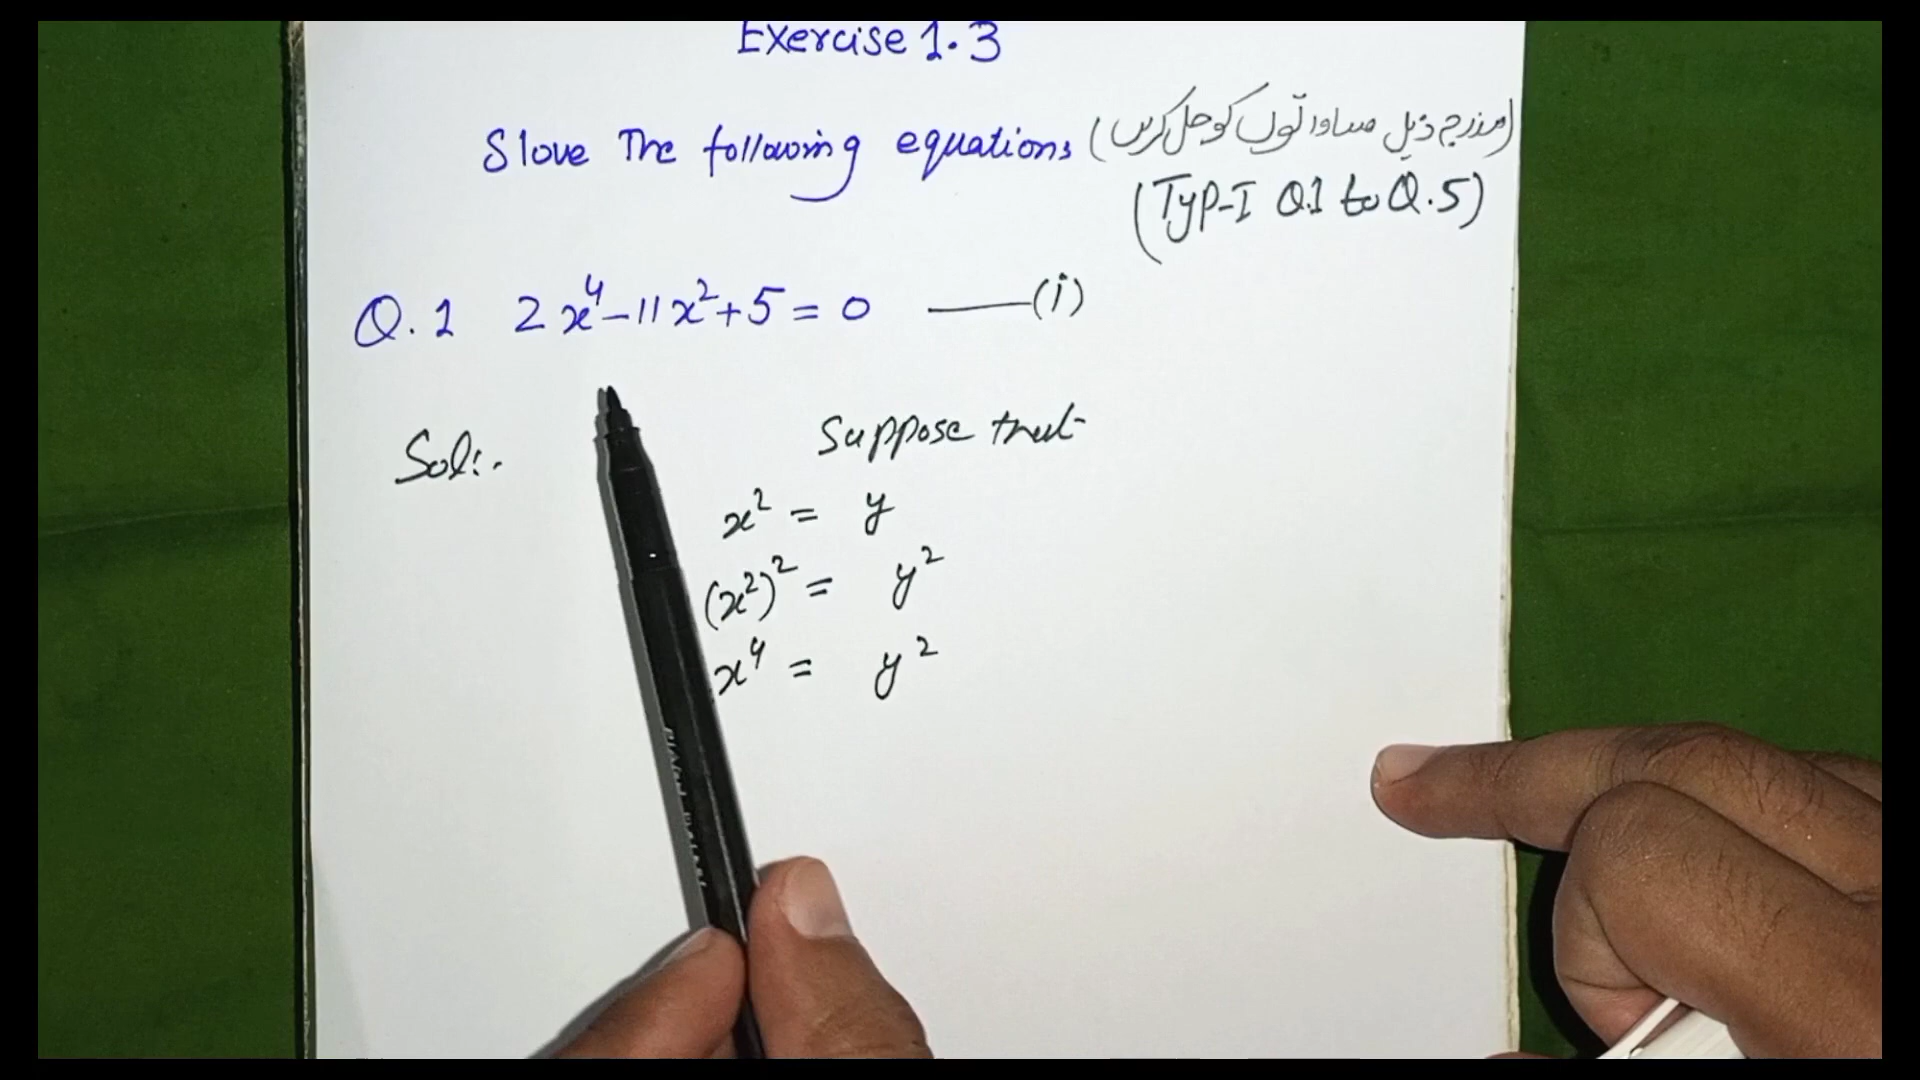 Exercise 1.3
Slove The following equations (مندرجہ ذیل مساواتوں کو حل کریں)
(Typ-I Q.1 to Q.5)
Q.1 2x⁴-11x²+5=0 ——(i)
Sol:.
Suppose that
x² = y
(x²)² = y²
x⁴ = y²